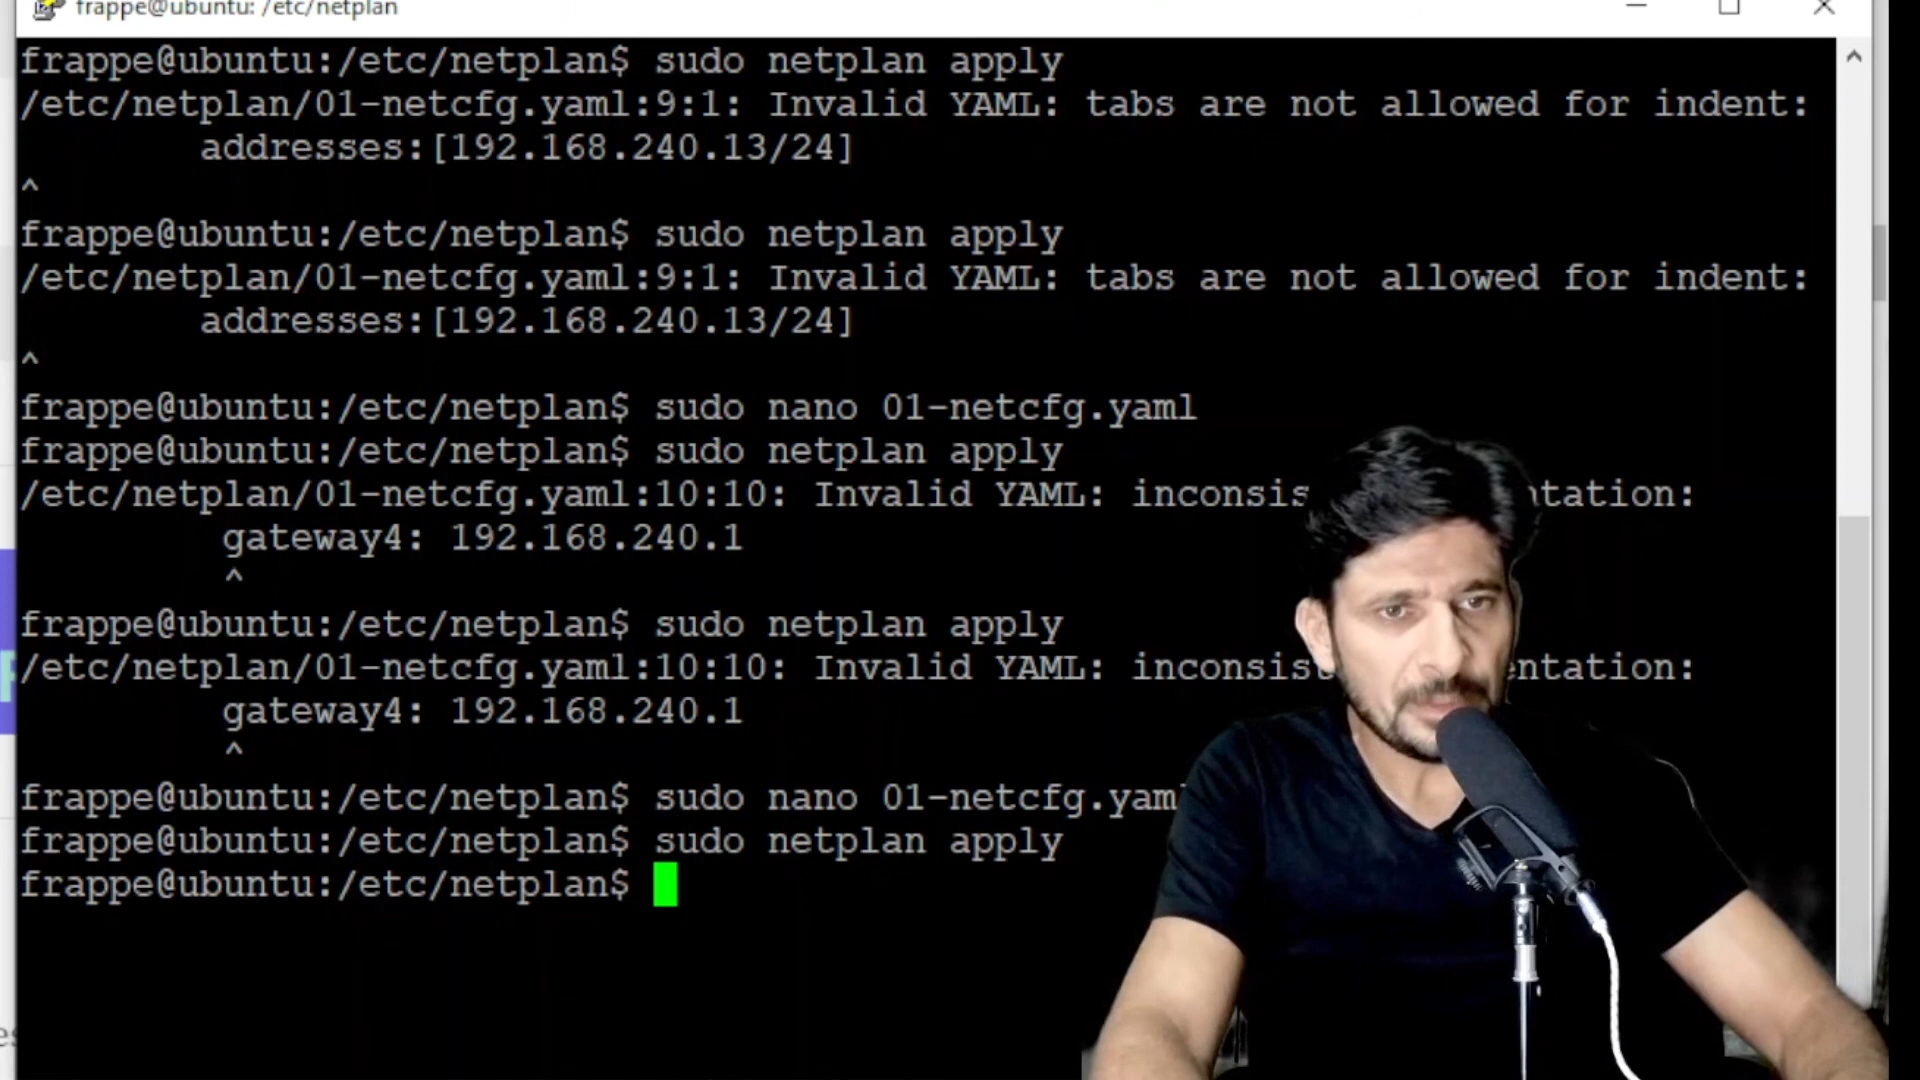 frappe@ubuntu: /etc/netplan
frappe@ubuntu:/etc/netplan$ sudo netplan apply
/etc/netplan/01-netcfg.yaml:9:1: Invalid YAML: tabs are not allowed for indent:
addresses:[192.168.240.13/24]
^
frappe@ubuntu:/etc/netplan$ sudo netplan apply
/etc/netplan/01-netcfg.yaml:9:1: Invalid YAML: tabs are not allowed for indent:
addresses:[192.168.240.13/24]
^
frappe@ubuntu:/etc/netplan$ sudo nano 01-netcfg.yaml
frappe@ubuntu:/etc/netplan$ sudo netplan apply
/etc/netplan/01-netcfg.yaml:10:10: Invalid YAML: inconsis ntation:
gateway4: 192.168.240.1
^
frappe@ubuntu:/etc/netplan$ sudo netplan apply
/etc/netplan/01-netcfg.yaml:10:10: Invalid YAML: inconsist entation:
gateway4: 192.168.240.1
^
frappe@ubuntu:/etc/netplan$ sudo nano 01-netcfg.yaml
frappe@ubuntu:/etc/netplan$ sudo netplan apply
frappe@ubuntu:/etc/netplan$